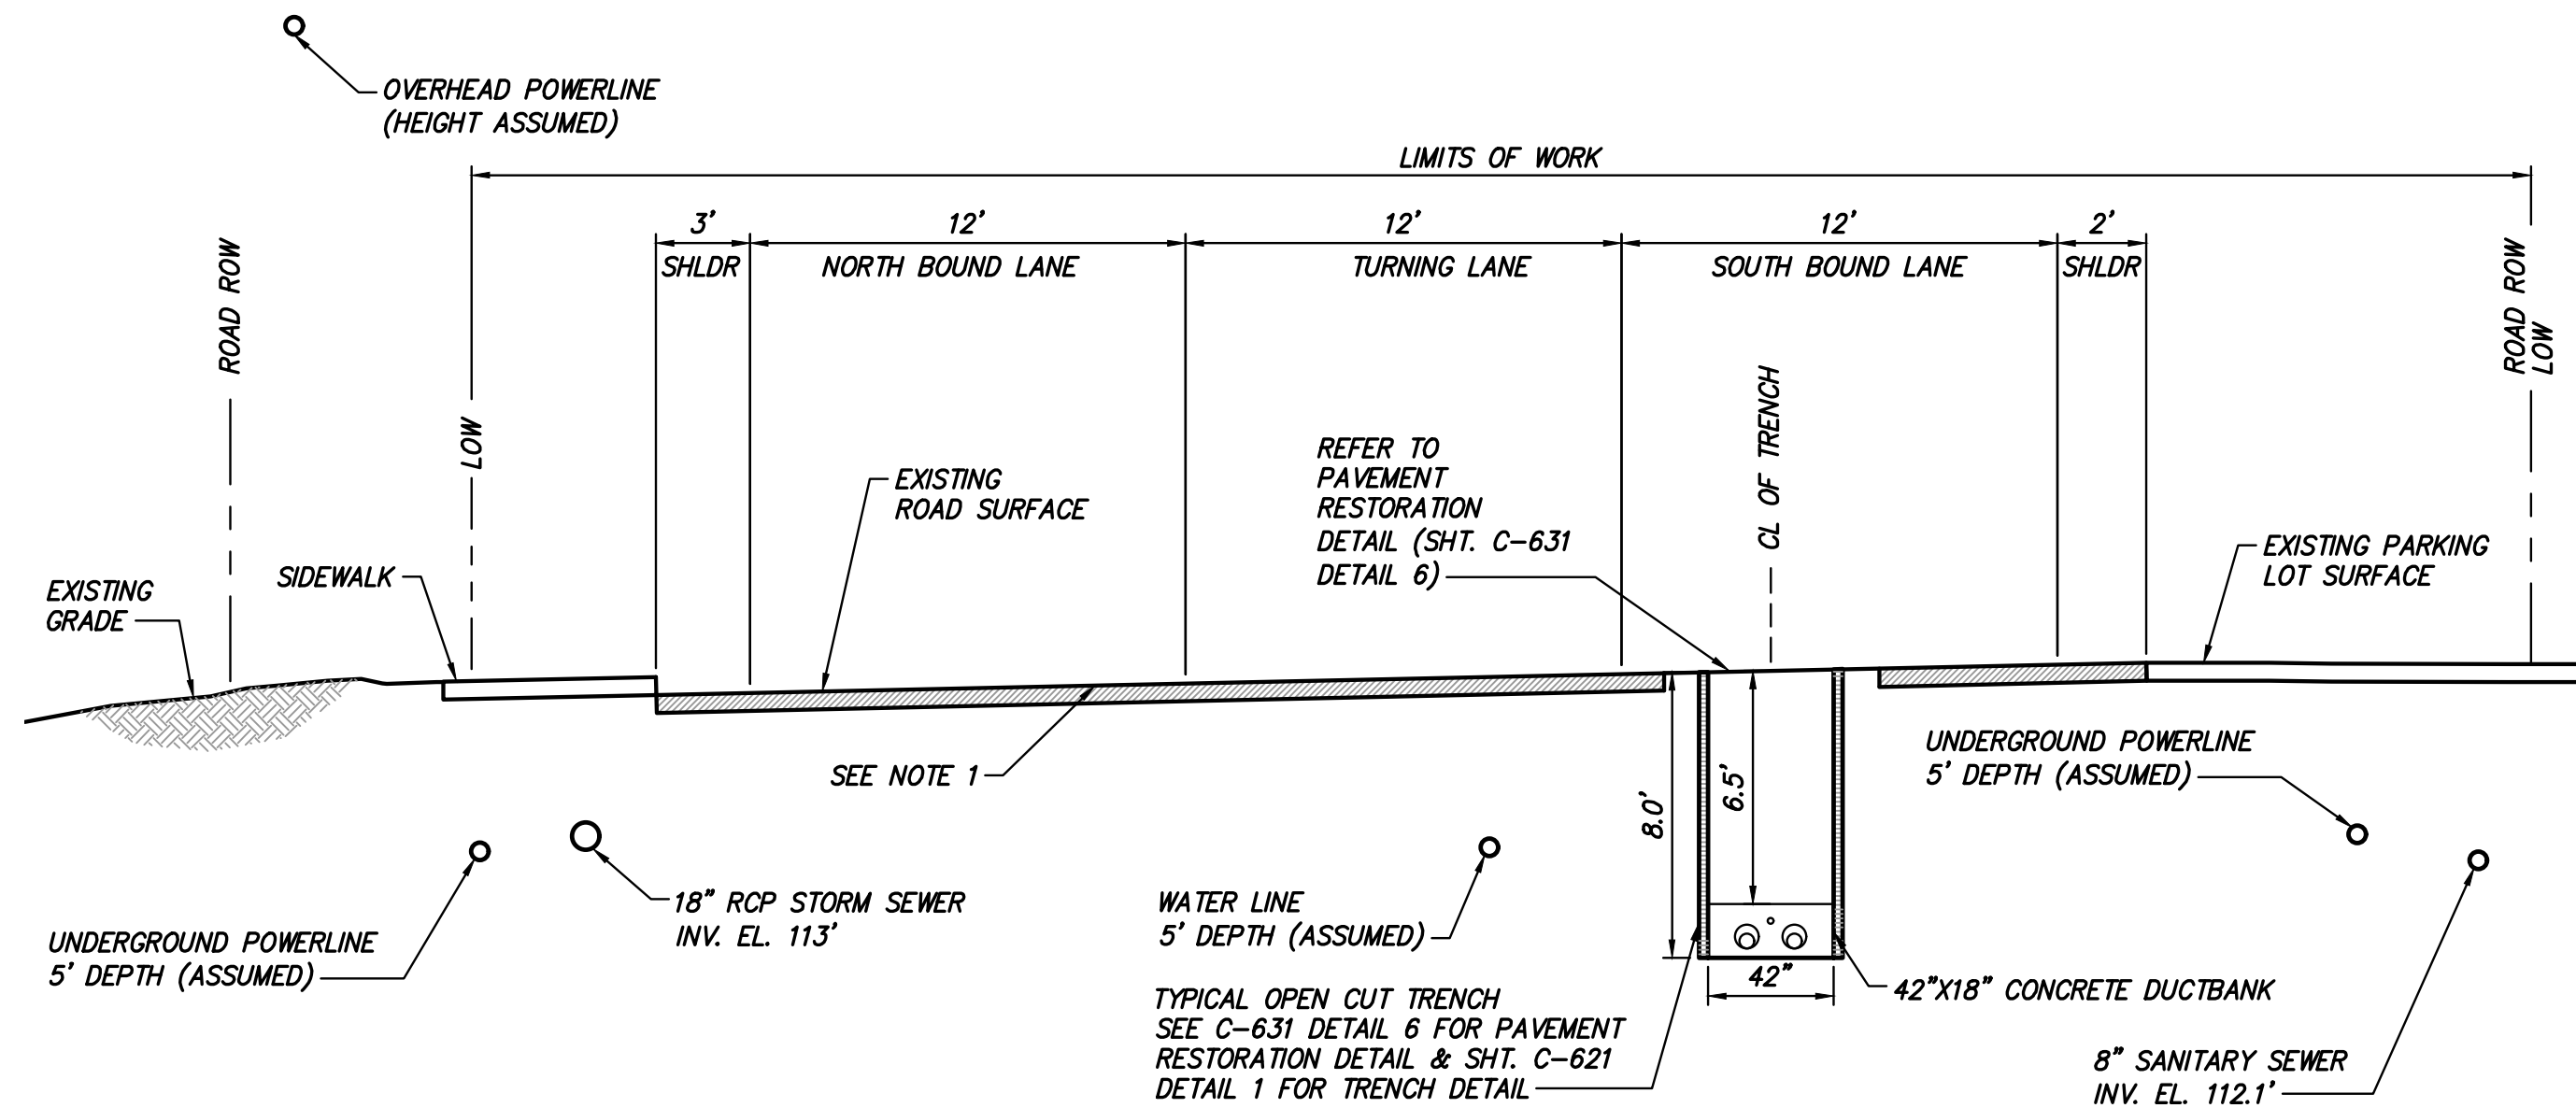 OVERHEAD POWERLINE
(HEIGHT ASSUMED)
LIMITS OF WORK
3'
12'
12'
12'
2'
SHLDR
NORTH BOUND LANE
TURNING LANE
SOUTH BOUND LANE
SHLDR
ROAD ROW
LOW
CL OF TRENCH
ROAD ROW
LOW
REFER TO
PAVEMENT
RESTORATION
DETAIL (SHT. C-631
DETAIL 6)
EXISTING
ROAD SURFACE
EXISTING PARKING
LOT SURFACE
SIDEWALK
EXISTING
GRADE
SEE NOTE 1
UNDERGROUND POWERLINE
5' DEPTH (ASSUMED)
8.0'
6.5'
18" RCP STORM SEWER
INV. EL. 113'
WATER LINE
5' DEPTH (ASSUMED)
UNDERGROUND POWERLINE
5' DEPTH (ASSUMED)
42"
42"X18" CONCRETE DUCTBANK
TYPICAL OPEN CUT TRENCH
SEE C-631 DETAIL 6 FOR PAVEMENT
RESTORATION DETAIL & SHT. C-621
DETAIL 1 FOR TRENCH DETAIL
8" SANITARY SEWER
INV. EL. 112.1'